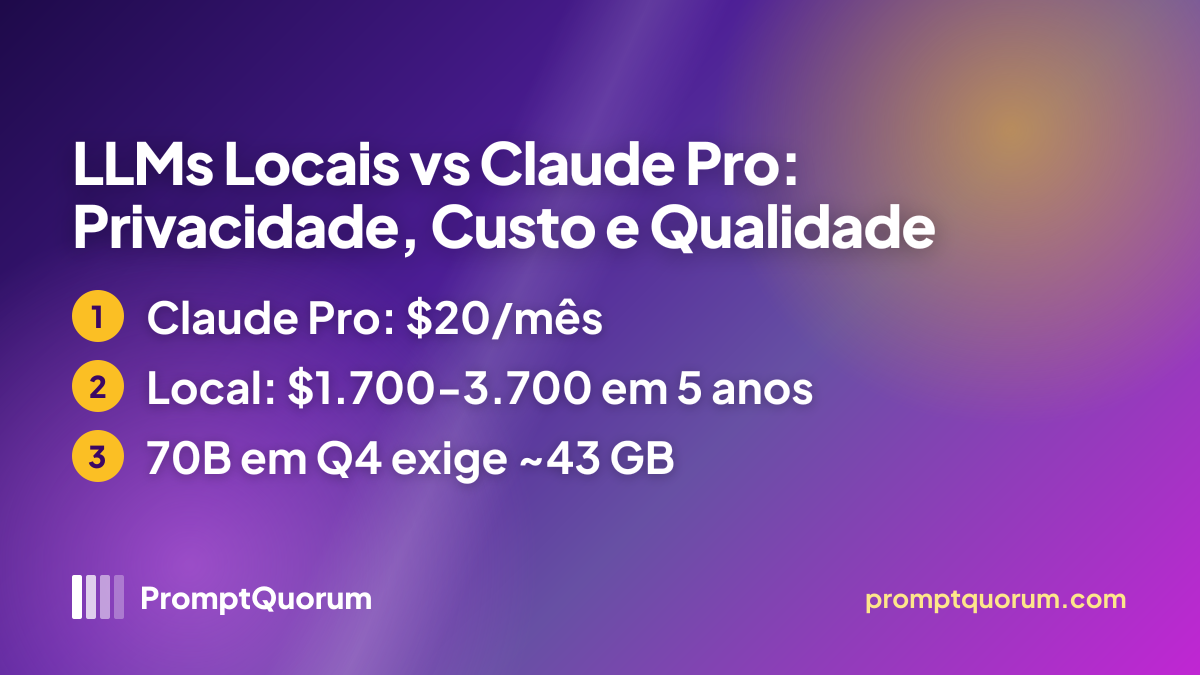 LLMs Locais vs Claude Pro:
Privacidade, Custo e Qualidade
1 Claude Pro: $20/mês
2 Local: $1.700–3.700 em 5 anos
3 70B em Q4 exige ~43 GB
PromptQuorum
promptquorum.com